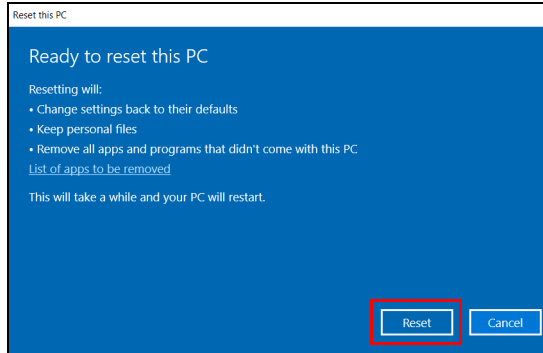 Reset this PC
Ready to reset this PC
Resetting will:
• Change settings back to their defaults
• Keep personal files
• Remove all apps and programs that didn't come with this PC
List of apps to be removed
This will take a while and your PC will restart.
Reset Cancel